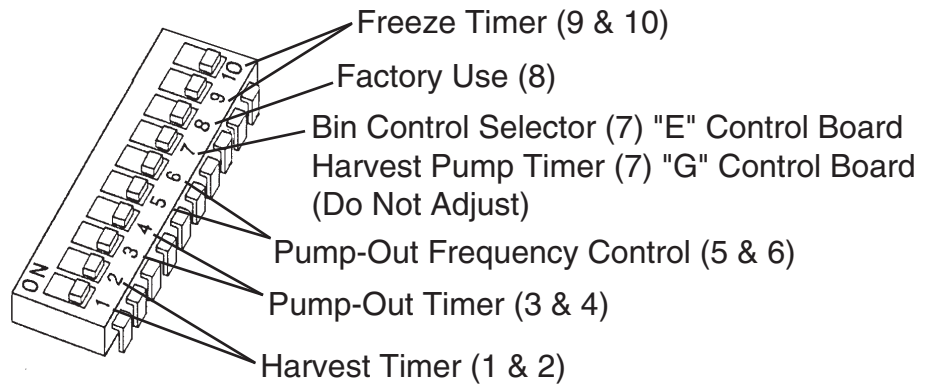 Freeze Timer (9 & 10)
Factory Use (8)
Bin Control Selector (7) "E" Control Board
Harvest Pump Timer (7) "G" Control Board
(Do Not Adjust)
Pump-Out Frequency Control (5 & 6)
Pump-Out Timer (3 & 4)
Harvest Timer (1 & 2)
10
9
8
7
6
5
4
3
2
1
ON